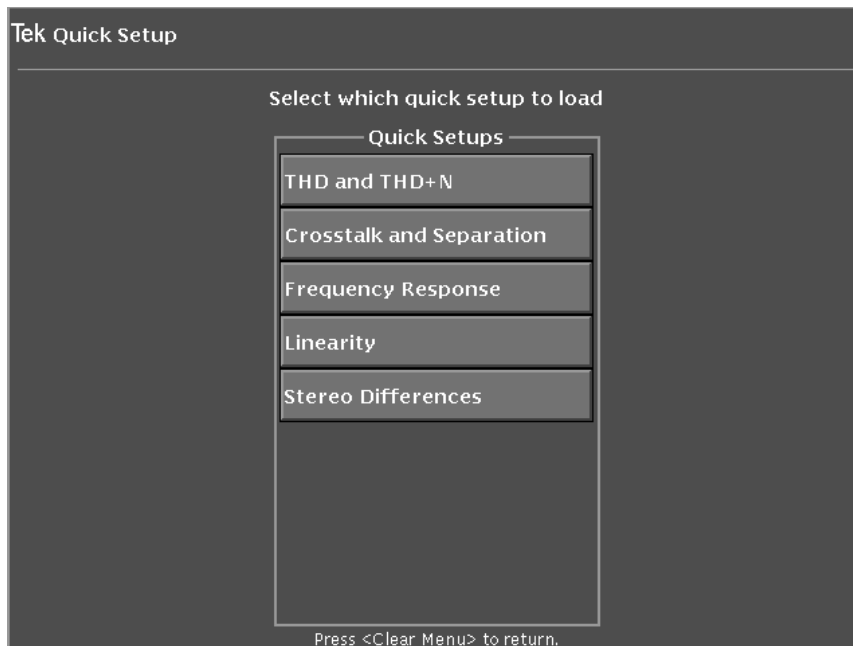 Tek Quick Setup
Select which quick setup to load
Quick Setups
THD and THD+N
Crosstalk and Separation
Frequency Response
Linearity
Stereo Differences
Press <Clear Menu> to return.